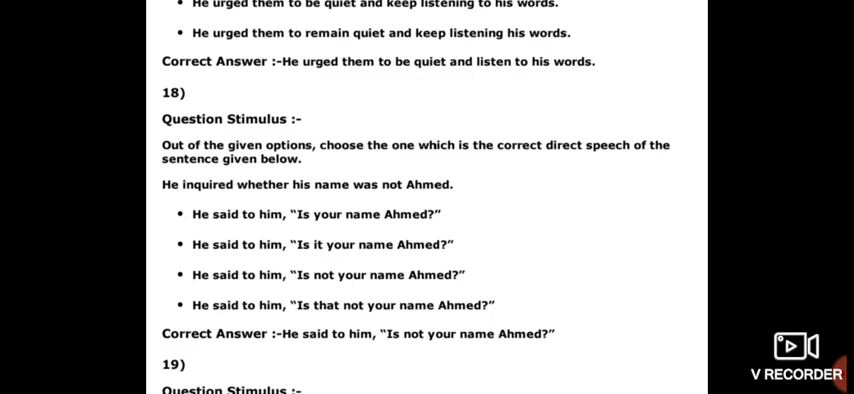 He urged them to be quiet and keep listening to his words.
He urged them to remain quiet and keep listening his words.
Correct Answer :-He urged them to be quiet and listen to his words.
18)
Question Stimulus :-
Out of the given options, choose the one which is the correct direct speech of the
sentence given below.
He inquired whether his name was not Ahmed.
He said to him, “Is your name Ahmed?”
He said to him, “Is it your name Ahmed?”
He said to him, “Is not your name Ahmed?”
He said to him, “Is that not your name Ahmed?”
Correct Answer :-He said to him, “Is not your name Ahmed?”
19)
Question Stimulus :-
V RECORDER